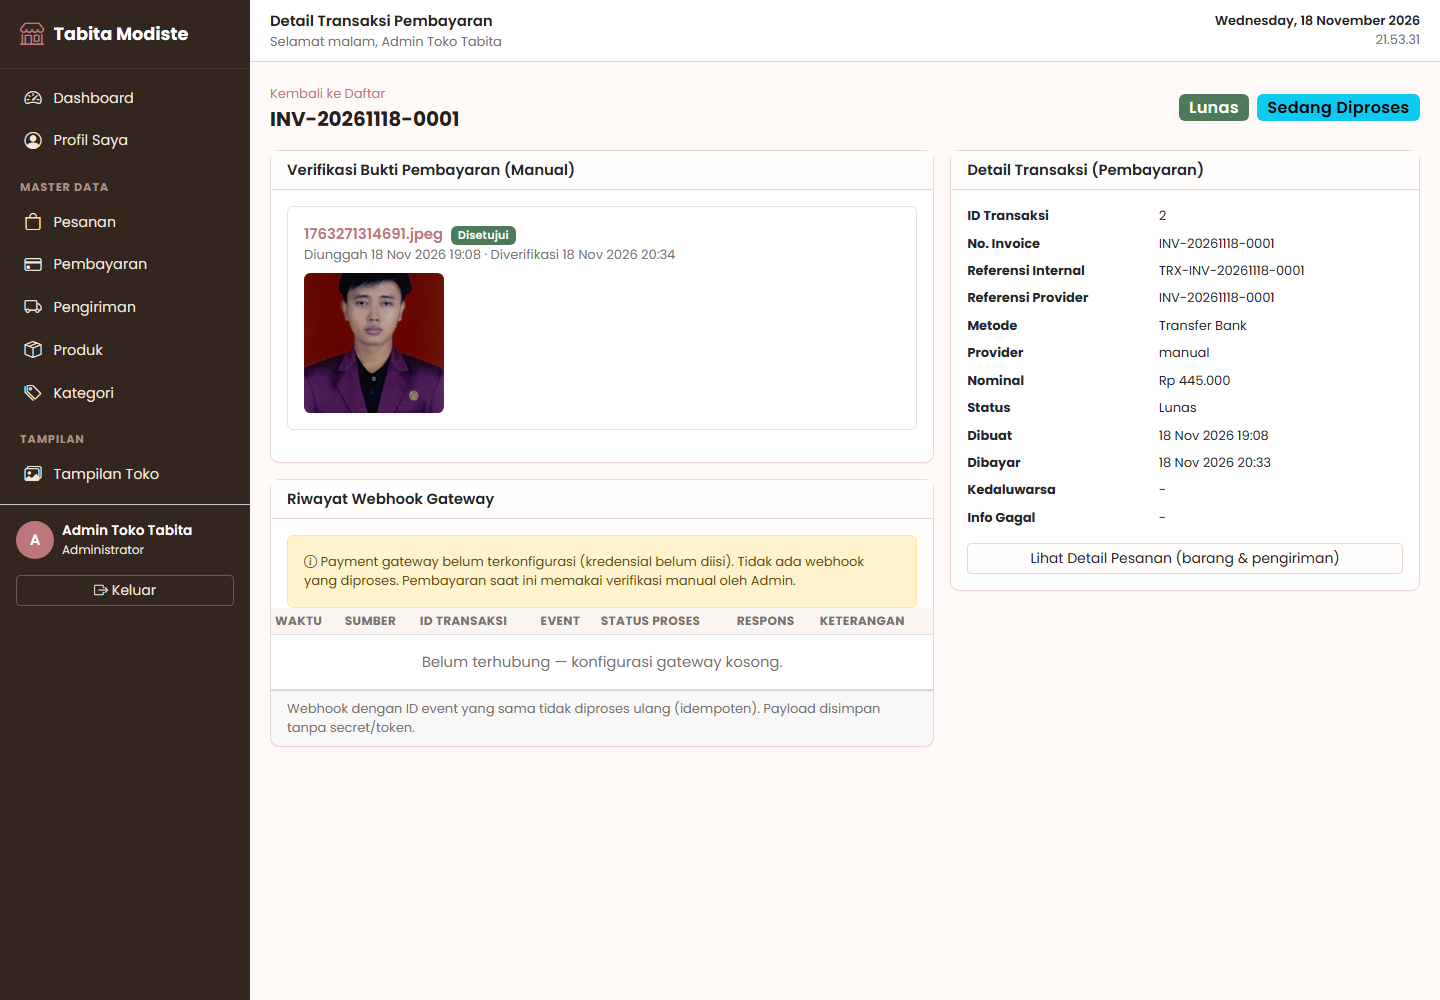 Tabita Modiste
Dashboard
Profil Saya
MASTER DATA
Pesanan
Pembayaran
Pengiriman
Produk
Kategori
TAMPILAN
Tampilan Toko
A
Admin Toko Tabita
Administrator
Keluar
Detail Transaksi Pembayaran
Selamat malam, Admin Toko Tabita
Wednesday, 18 November 2026
21.53.31
Kembali ke Daftar
INV-20261118-0001
Lunas
Sedang Diproses
Verifikasi Bukti Pembayaran (Manual)
1763271314691.jpeg Disetujui
Diunggah 18 Nov 2026 19:08 · Diverifikasi 18 Nov 2026 20:34
Riwayat Webhook Gateway
Payment gateway belum terkonfigurasi (kredensial belum diisi). Tidak ada webhook
yang diproses. Pembayaran saat ini memakai verifikasi manual oleh Admin.
WAKTU SUMBER ID TRANSAKSI EVENT STATUS PROSES RESPONS KETERANGAN
Belum terhubung — konfigurasi gateway kosong.
Webhook dengan ID event yang sama tidak diproses ulang (idempoten). Payload disimpan
tanpa secret/token.
Detail Transaksi (Pembayaran)
ID Transaksi 2
No. Invoice INV-20261118-0001
Referensi Internal TRX-INV-20261118-0001
Referensi Provider INV-20261118-0001
Metode Transfer Bank
Provider manual
Nominal Rp 445.000
Status Lunas
Dibuat 18 Nov 2026 19:08
Dibayar 18 Nov 2026 20:33
Kedaluwarsa -
Info Gagal -
Lihat Detail Pesanan (barang & pengiriman)